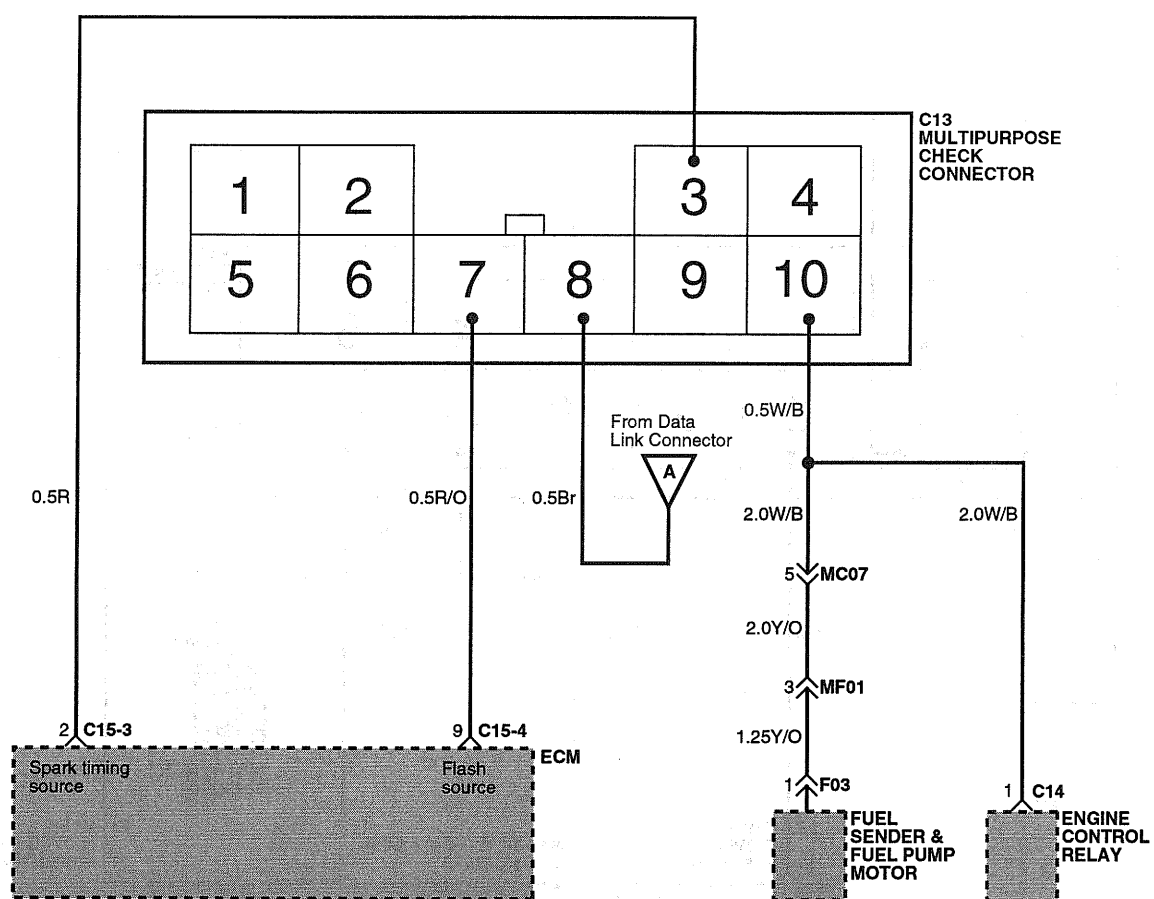 C13
MULTIPURPOSE
CHECK
CONNECTOR
1 2 3 4
5 6 7 8 9 10
0.5W/B
From Data
Link Connector
A
0.5R 0.5R/O 0.5Br 2.0W/B 2.0W/B
5 MC07
2.0Y/O
3 MF01
2 C15-3 9 C15-4 1.25Y/O
ECM
Spark timing
source
Flash
source
1 F03 1 C14
FUEL
SENDER &
FUEL PUMP
MOTOR
ENGINE
CONTROL
RELAY